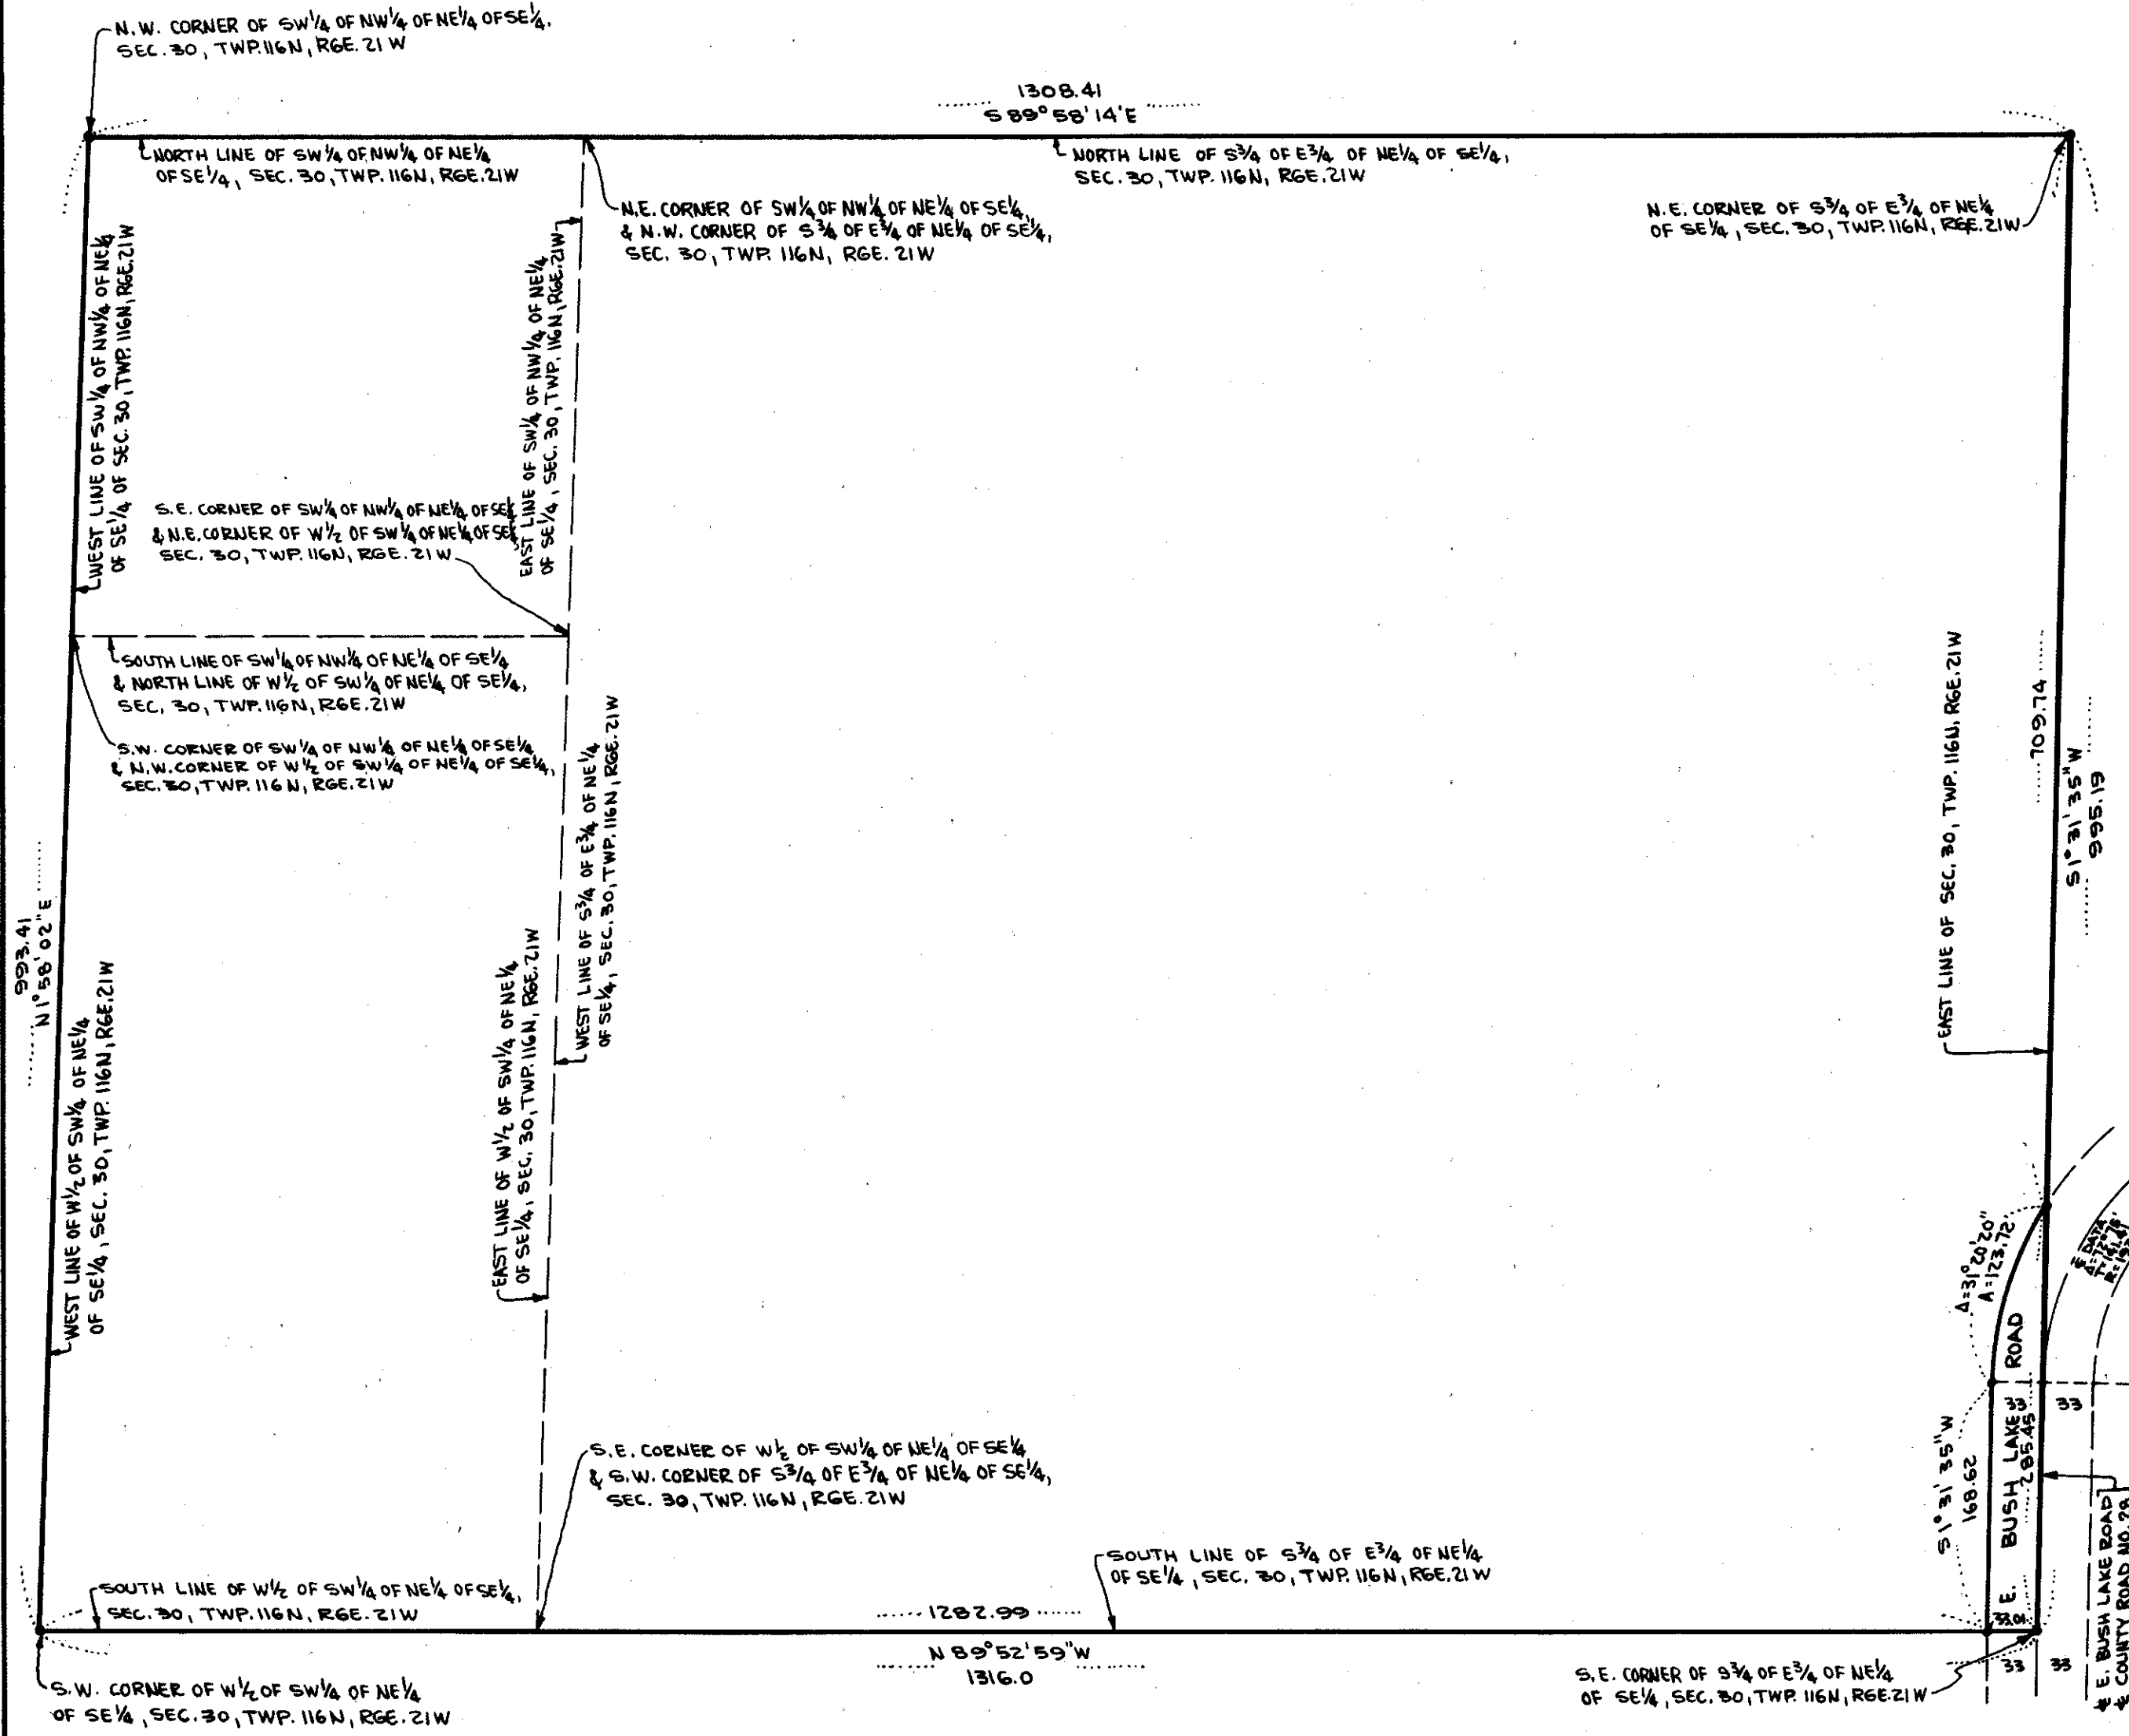 N.W. CORNER OF SW1/4 OF NW1/4 OF NE1/4 OF SE1/4,
SEC. 30, TWP. 116N, RGE. 21 W
1308.41
S 89° 58' 14' E
NORTH LINE OF SW1/4 OF NW1/4 OF NE1/4
OF SE1/4, SEC. 30, TWP. 116N, RGE. 21W
NORTH LINE OF S3/4 OF E3/4 OF NE1/4 OF SE1/4,
SEC. 30, TWP. 116N, RGE. 21W
N.E. CORNER OF SW1/4 OF NW1/4 OF NE1/4 OF SE1/4,
& N.W. CORNER OF S3/4 OF E3/4 OF NE1/4 OF SE1/4,
SEC. 30, TWP. 116N, RGE. 21W
N.E. CORNER OF S3/4 OF E3/4 OF NE1/4
OF SE1/4, SEC. 30, TWP. 116N, RGE. 21W
WEST LINE OF SW1/4 OF NW1/4 OF NE1/4
OF SE1/4 OF SEC. 30, TWP. 116N, RGE. 21W
EAST LINE OF SW1/4 OF NW1/4 OF NE1/4
OF SE1/4, SEC. 30, TWP. 116N, RGE. 21W
S.E. CORNER OF SW1/4 OF NW1/4 OF NE1/4 OF SE1/4
& N.E. CORNER OF W1/2 OF SW1/4 OF NE1/4 OF SE1/4,
SEC. 30, TWP. 116N, RGE. 21W
SOUTH LINE OF SW1/4 OF NW1/4 OF NE1/4 OF SE1/4
& NORTH LINE OF W1/2 OF SW1/4 OF NE1/4 OF SE1/4,
SEC. 30, TWP. 116N, RGE. 21W
S.W. CORNER OF SW1/4 OF NW1/4 OF NE1/4 OF SE1/4
& N.W. CORNER OF W1/2 OF SW1/4 OF NE1/4 OF SE1/4,
SEC. 30, TWP. 116N, RGE. 21W
WEST LINE OF S3/4 OF E3/4 OF NE1/4
OF SE1/4, SEC. 30, TWP. 116N, RGE. 21W
EAST LINE OF SEC. 30, TWP. 116N, RGE. 21W
709.74
S 1° 31' 35" W
995.19
993.41
N 1° 58' 02" E
WEST LINE OF W1/2 OF SW1/4 OF NE1/4
OF SE1/4, SEC. 30, TWP. 116N, RGE. 21W
EAST LINE OF W1/2 OF SW1/4 OF NE1/4
OF SE1/4, SEC. 30, TWP. 116N, RGE. 21W
Δ=31° 20' 20"
A=123.72
℄ DATA
S 1° 31' 35" W
168.62
E. BUSH LAKE ROAD
33
285.45
33
S.E. CORNER OF W1/2 OF SW1/4 OF NE1/4 OF SE1/4
& S.W. CORNER OF S3/4 OF E3/4 OF NE1/4 OF SE1/4,
SEC. 30, TWP. 116N, RGE. 21W
SOUTH LINE OF S3/4 OF E3/4 OF NE1/4
OF SE1/4, SEC. 30, TWP. 116N, RGE. 21W
SOUTH LINE OF W1/2 OF SW1/4 OF NE1/4 OF SE1/4,
SEC. 30, TWP. 116N, RGE. 21W
1282.99
33.01
N 89° 52' 59" W
1316.0
33
33
℄ E. BUSH LAKE ROAD
℄ COUNTY ROAD NO. 28
S.W. CORNER OF W1/2 OF SW1/4 OF NE1/4
OF SE1/4, SEC. 30, TWP. 116N, RGE. 21W
S.E. CORNER OF S3/4 OF E3/4 OF NE1/4
OF SE1/4, SEC. 30, TWP. 116N, RGE. 21W